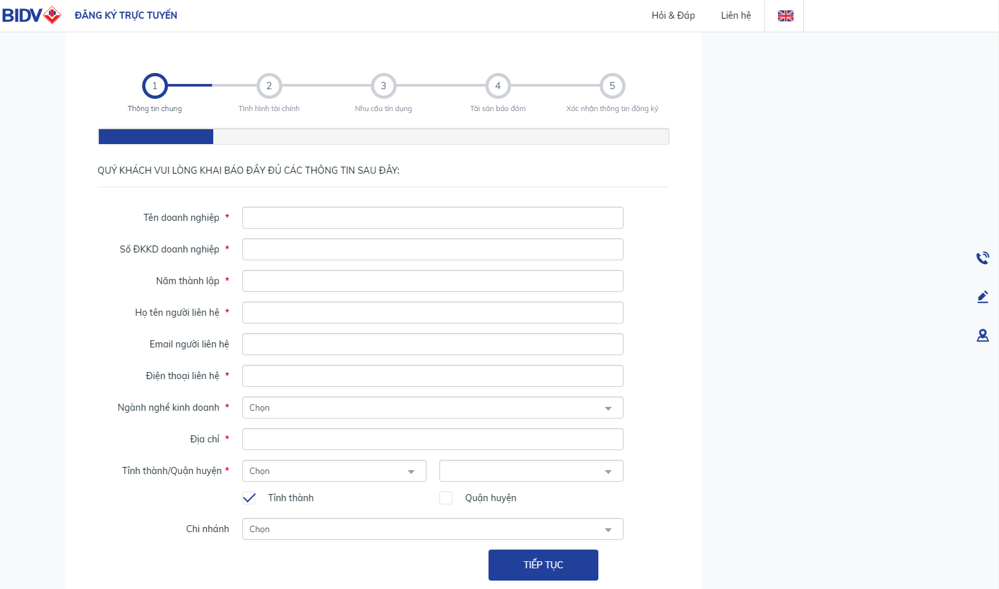 BIDV ĐĂNG KÝ TRỰC TUYẾN Hỏi & Đáp Liên hệ
1 2 3 4 5
Thông tin chung Tình hình tài chính Nhu cầu tín dụng Tài sản bảo đảm Xác nhận thông tin đăng ký
QUÝ KHÁCH VUI LÒNG KHAI BÁO ĐẦY ĐỦ CÁC THÔNG TIN SAU ĐÂY:
Tên doanh nghiệp *
Số ĐKKD doanh nghiệp *
Năm thành lập *
Họ tên người liên hệ *
Email người liên hệ
Điện thoại liên hệ *
Ngành nghề kinh doanh * Chọn
Địa chỉ *
Tỉnh thành/Quận huyện * Chọn
Tỉnh thành Quận huyện
Chi nhánh Chọn
TIẾP TỤC